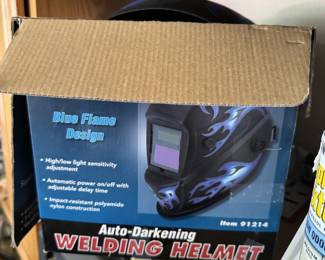 Blue Flame
Design
• High/low light sensitivity
adjustment
• Automatic power on/off with
adjustable delay time
• Impact-resistant polyamide
nylon construction
Item 91214
Auto-Darkening
WELDING HELMET